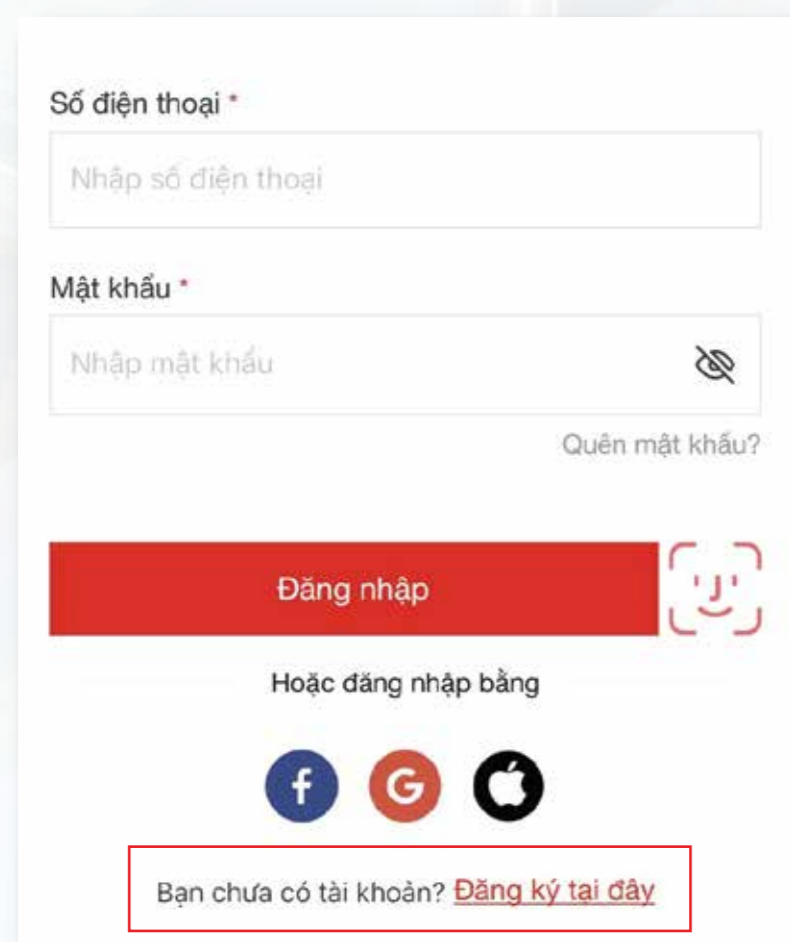 Số điện thoại *
Nhập số điện thoại
Mật khẩu *
Nhập mật khẩu
Quên mật khẩu?
Đăng nhập
Hoặc đăng nhập bằng
Bạn chưa có tài khoản? Đăng ký tại đây